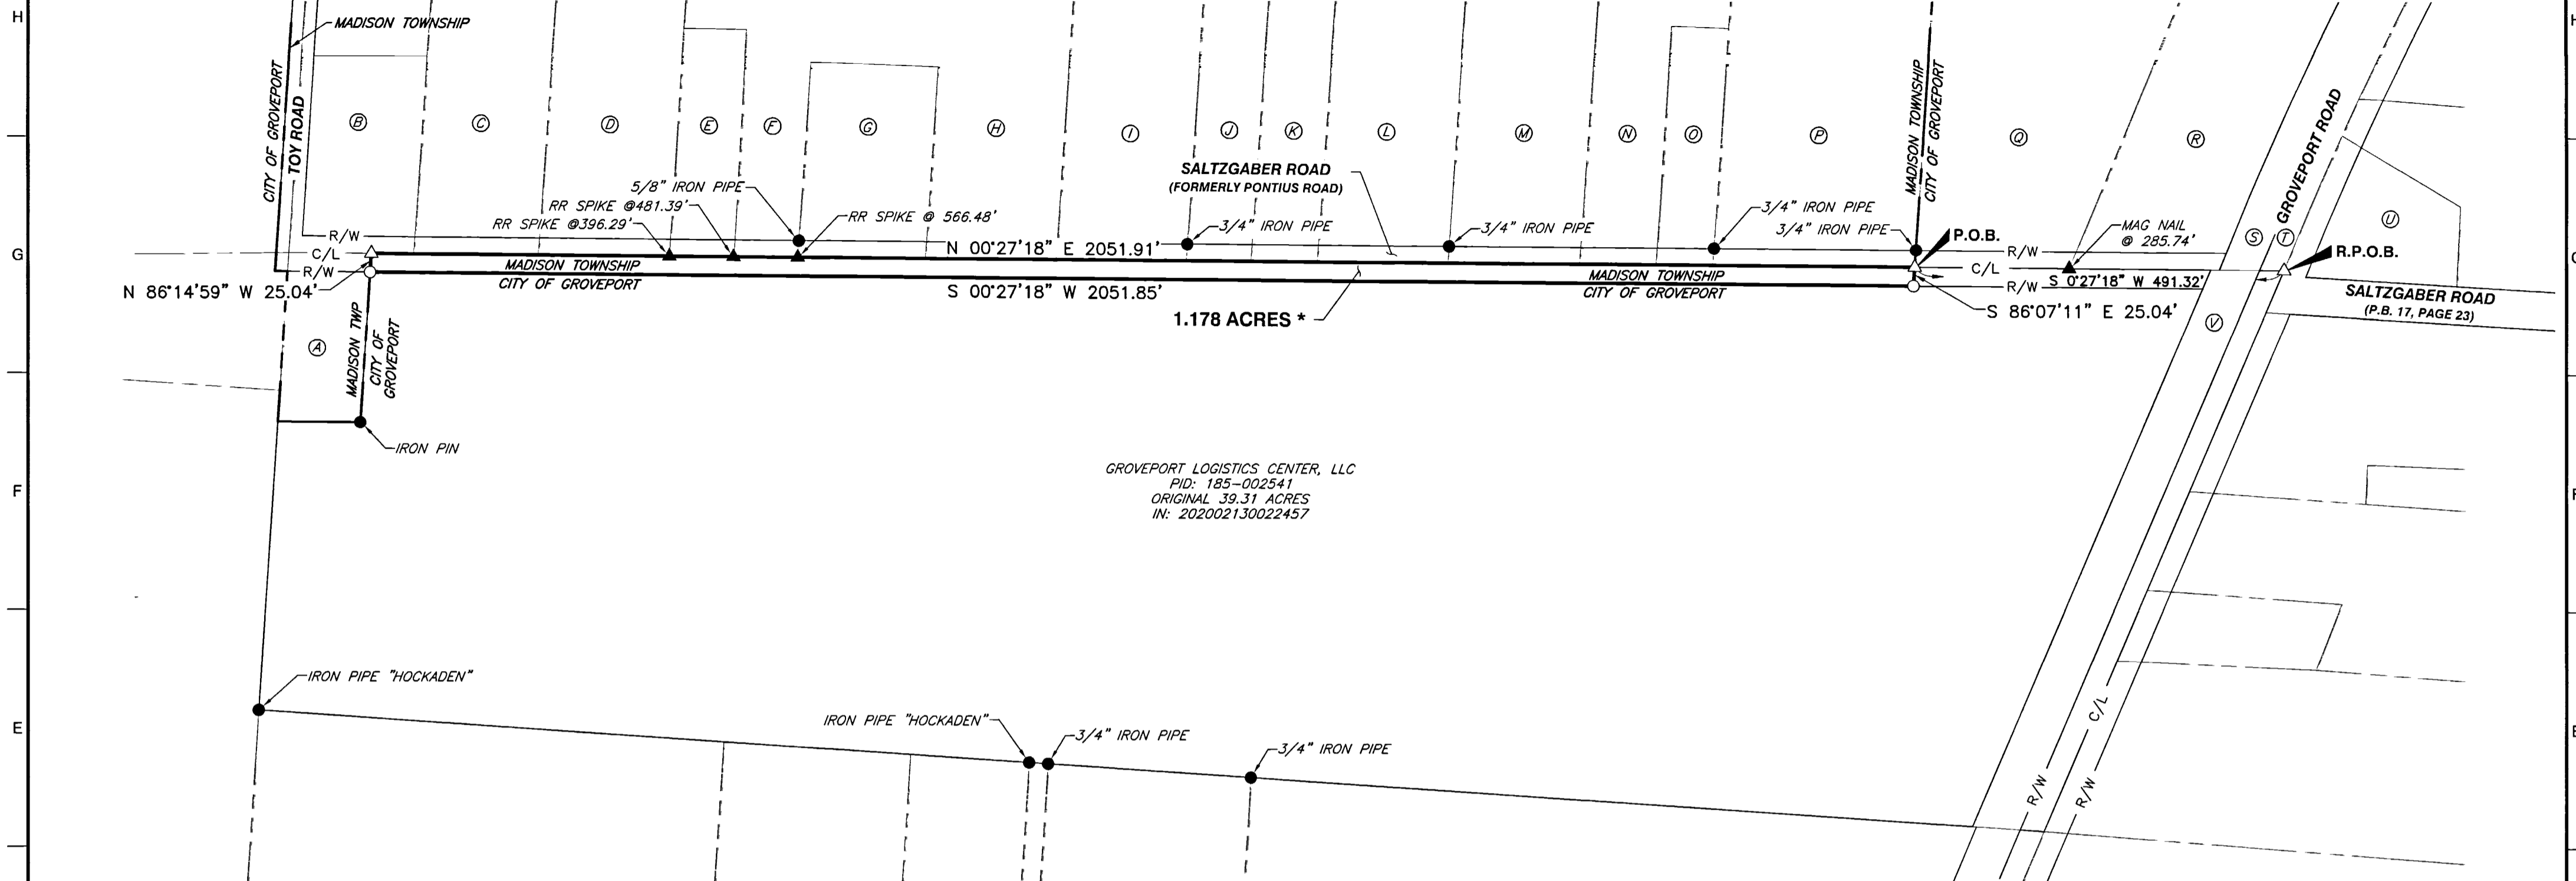 H
MADISON TOWNSHIP
CITY OF GROVEPORT
TOY ROAD
MADISON TOWNSHIP
CITY OF GROVEPORT
GROVEPORT ROAD
B
C
D
E
F
G
H
I
J
K
L
M
N
O
P
Q
R
SALTZGABER ROAD
(FORMERLY PONTIUS ROAD)
5/8" IRON PIPE
RR SPIKE @481.39'
RR SPIKE @396.29'
RR SPIKE @ 566.48'
3/4" IRON PIPE
3/4" IRON PIPE
3/4" IRON PIPE
3/4" IRON PIPE
P.O.B.
MAG NAIL
@ 285.74'
S
T
U
R.P.O.B.
G
R/W
C/L
R/W
N 00°27'18" E 2051.91'
MADISON TOWNSHIP
CITY OF GROVEPORT
MADISON TOWNSHIP
CITY OF GROVEPORT
R/W
C/L
R/W
S 0°27'18" W 491.32'
N 86°14'59" W 25.04'
S 00°27'18" W 2051.85'
S 86°07'11" E 25.04'
SALTZGABER ROAD
(P.B. 17, PAGE 23)
1.178 ACRES *
V
A
MADISON TWP
CITY OF
GROVEPORT
IRON PIN
F
GROVEPORT LOGISTICS CENTER, LLC
PID: 185-002541
ORIGINAL 39.31 ACRES
IN: 202002130022457
IRON PIPE "HOCKADEN"
E
IRON PIPE "HOCKADEN"
3/4" IRON PIPE
3/4" IRON PIPE
C/L
R/W
R/W